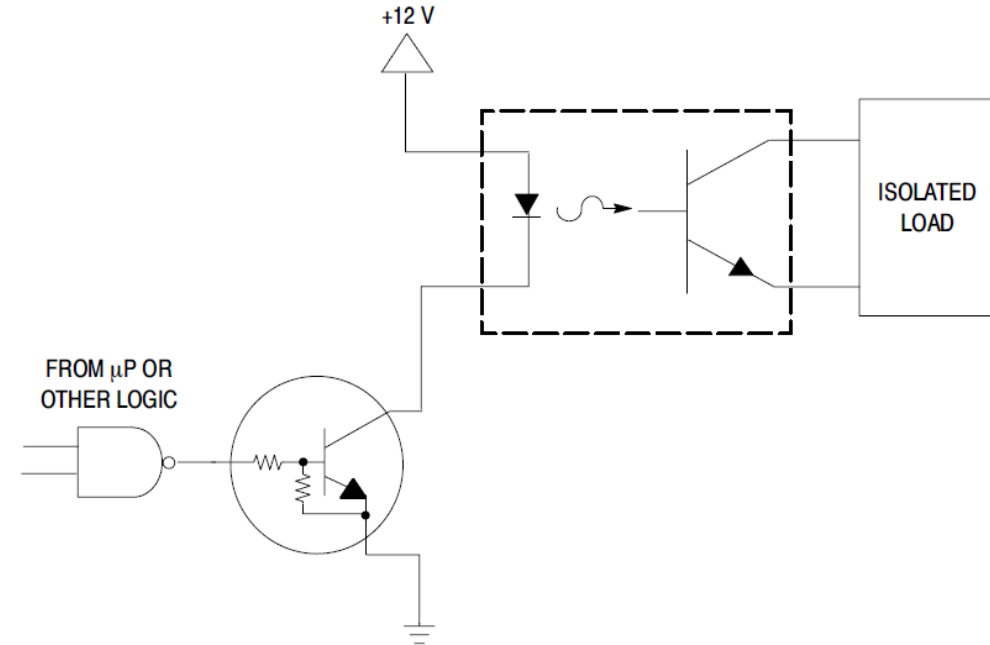 +12 V
ISOLATED
LOAD
FROM μP OR
OTHER LOGIC